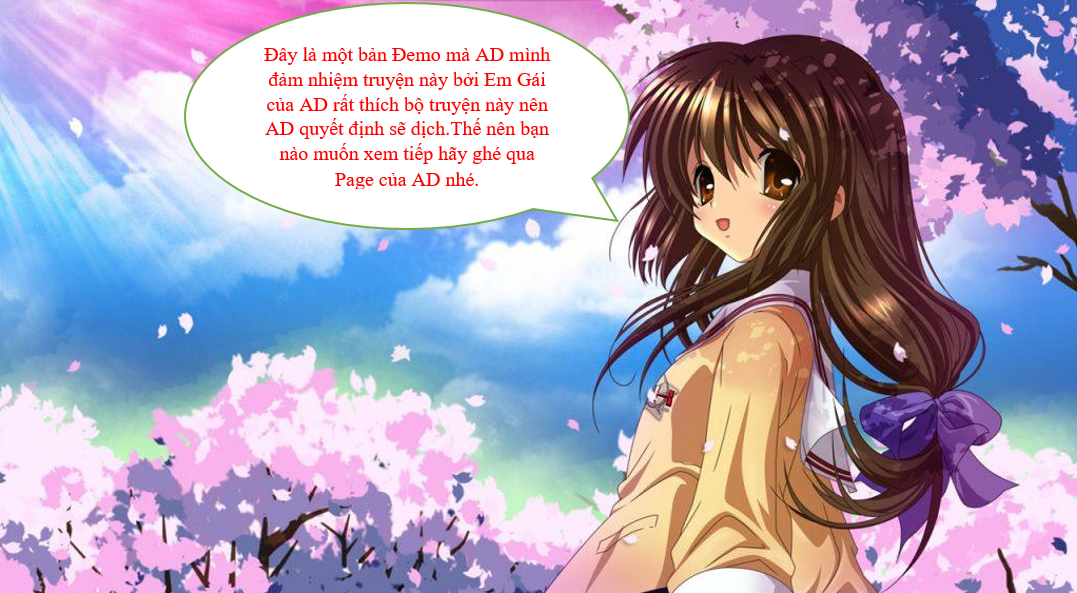 Đây là một bản Đemo mà AD mình
đảm nhiệm truyện này bởi Em Gái
của AD rất thích bộ truyện này nên
AD quyết định sẽ dịch.Thế nên bạn
nào muốn xem tiếp hãy ghé qua
Page của AD nhé.